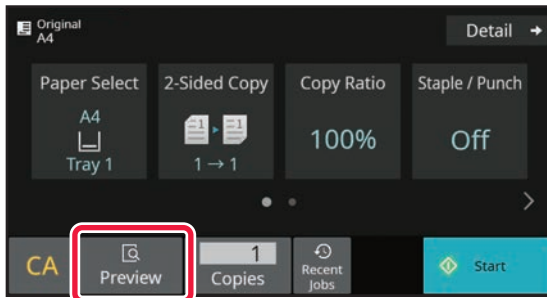 Original
A4
Detail
Paper Select
A4
Tray 1
2-Sided Copy
1 → 1
Copy Ratio
100%
Staple / Punch
Off
CA
Preview
1
Copies
Recent
Jobs
Start